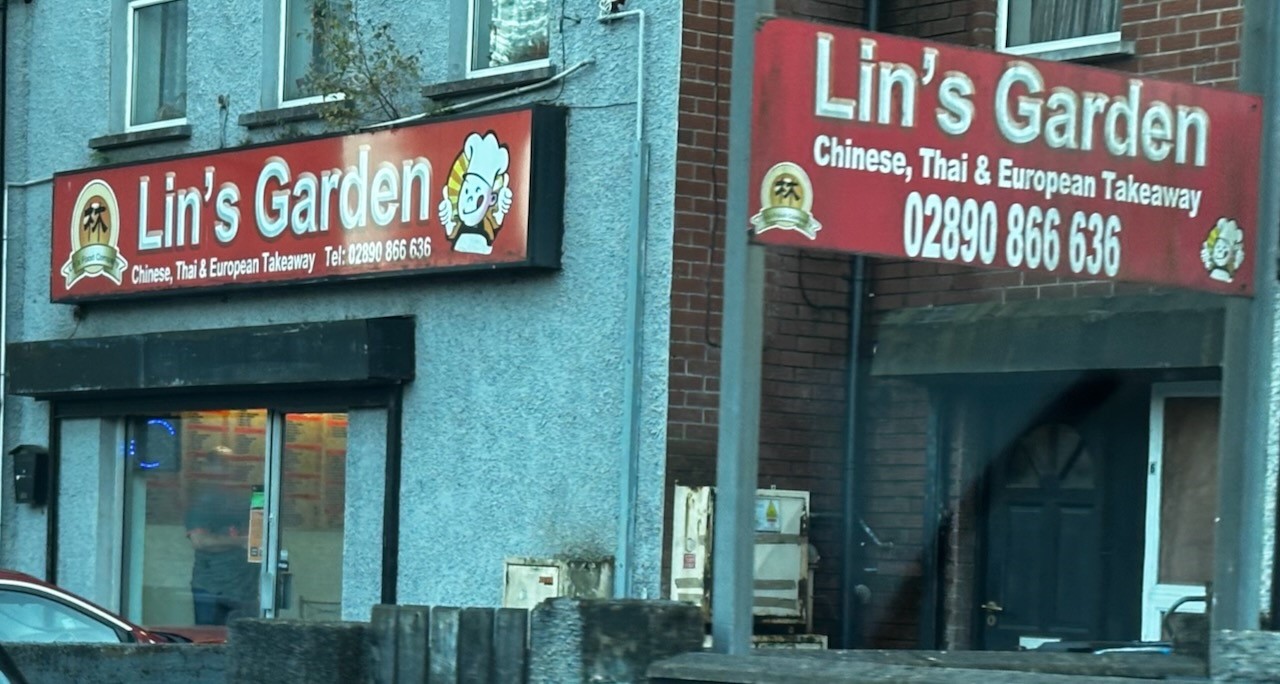 Lin's Garden
Chinese, Thai & European Takeaway Tel: 02890 866 636
林
Lin's Garden
Chinese, Thai & European Takeaway
02890 866 636
林